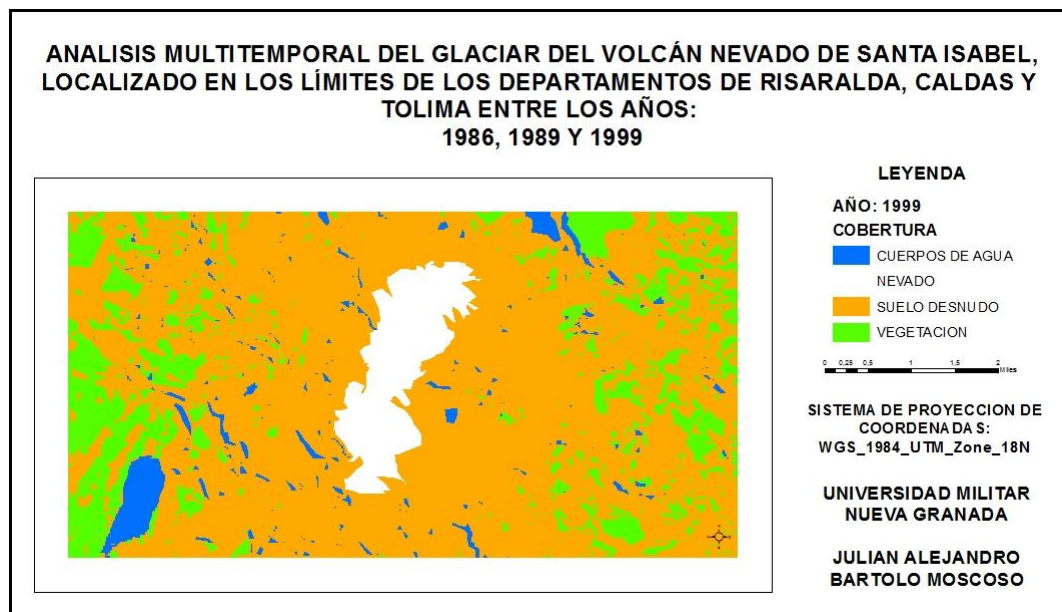 ANALISIS MULTITEMPORAL DEL GLACIAR DEL VOLCÁN NEVADO DE SANTA ISABEL,
LOCALIZADO EN LOS LÍMITES DE LOS DEPARTAMENTOS DE RISARALDA, CALDAS Y
TOLIMA ENTRE LOS AÑOS:
1986, 1989 Y 1999
LEYENDA
AÑO: 1999
COBERTURA
CUERPOS DE AGUA
NEVADO
SUELO DESNUDO
VEGETACION
0 0,25 0,5 1 1,5 2
Miles
SISTEMA DE PROYECCION DE
COORDENADAS:
WGS_1984_UTM_Zone_18N
UNIVERSIDAD MILITAR
NUEVA GRANADA
JULIAN ALEJANDRO
BARTOLO MOSCOSO